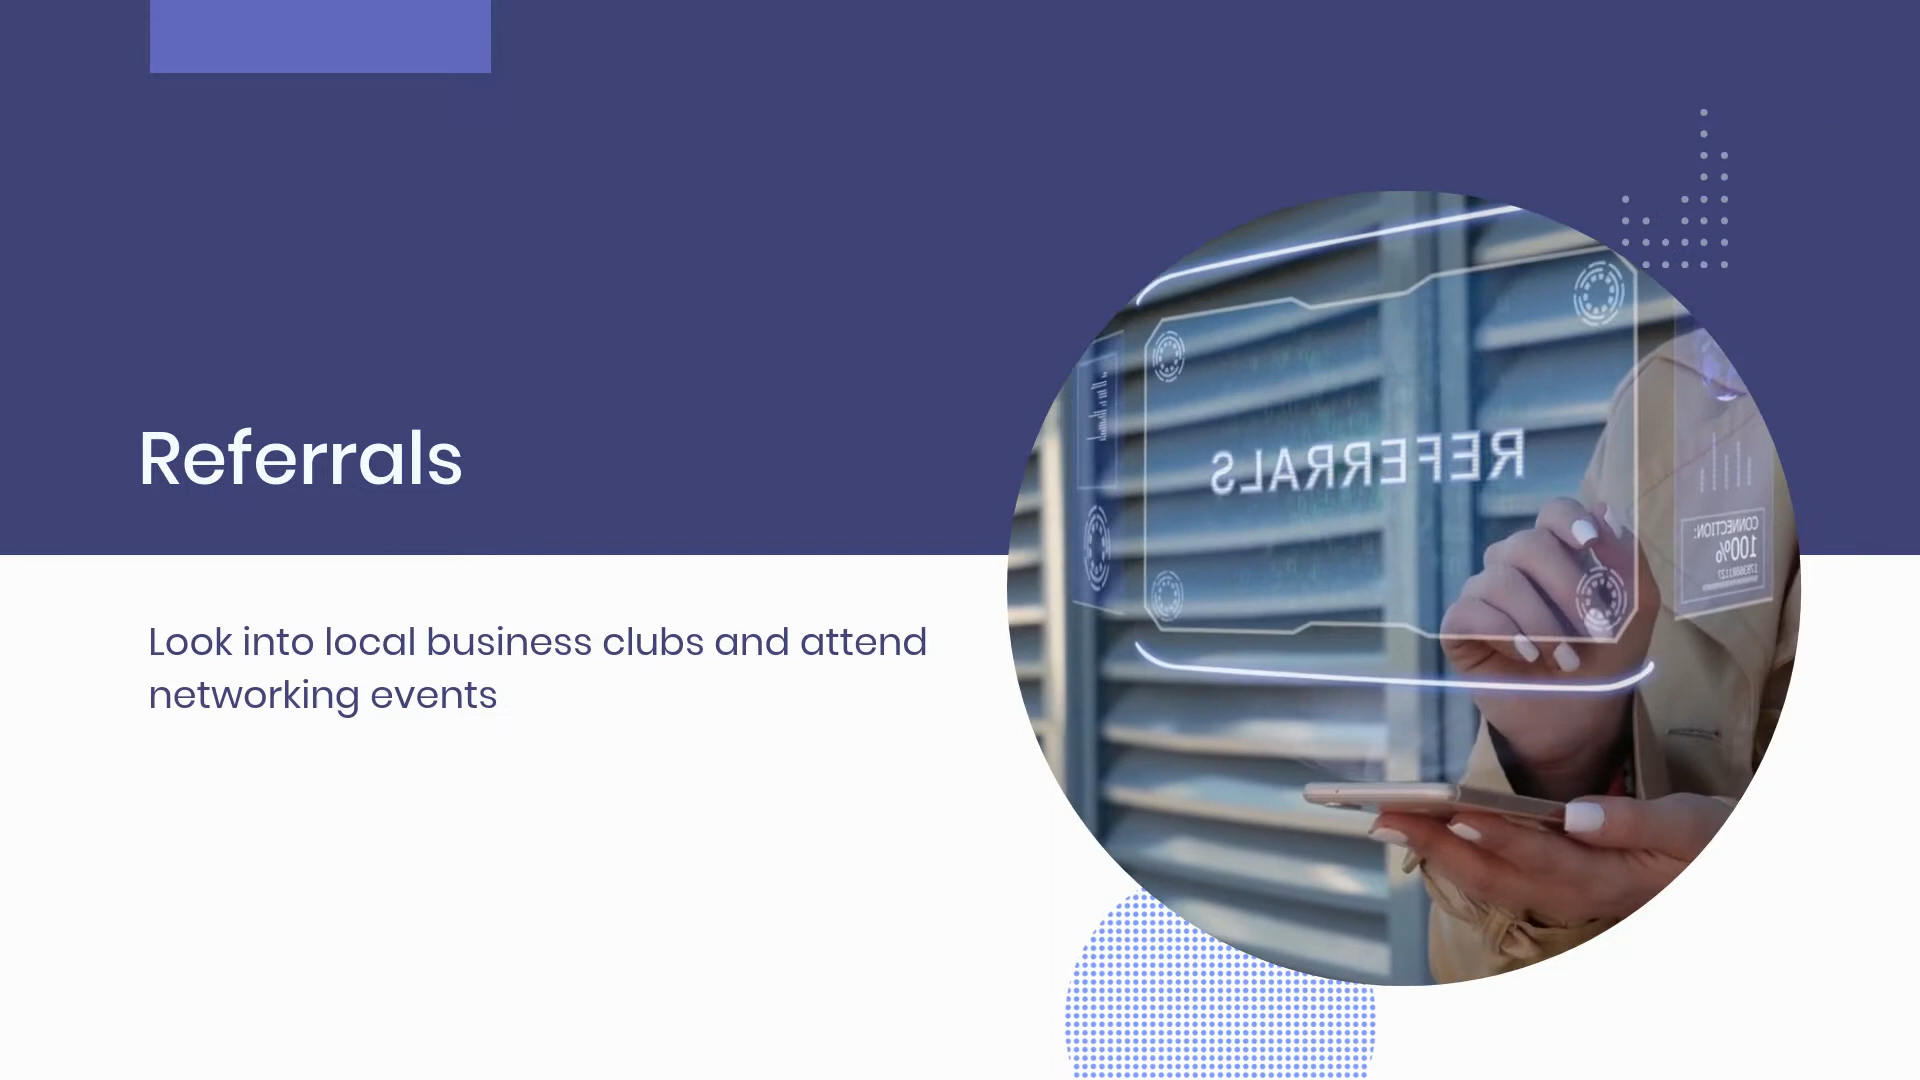 Referrals
Look into local business clubs and attend
networking events
REFERRALS
CONNECTION:
100%